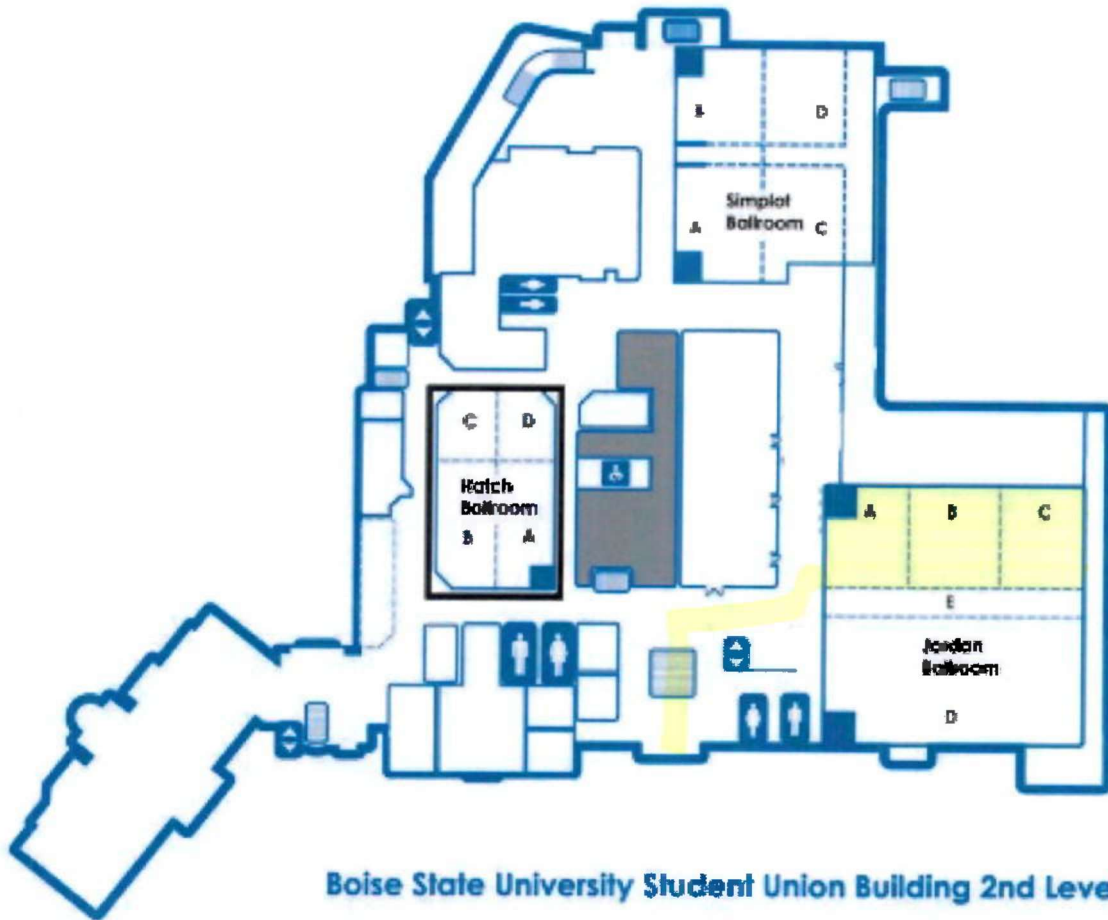 B
D
Simplot
Ballroom
A
C
C
D
Hatch
Ballroom
B
A
A
B
C
E
Jordan
Ballroom
D
Boise State University Student Union Building 2nd Leve